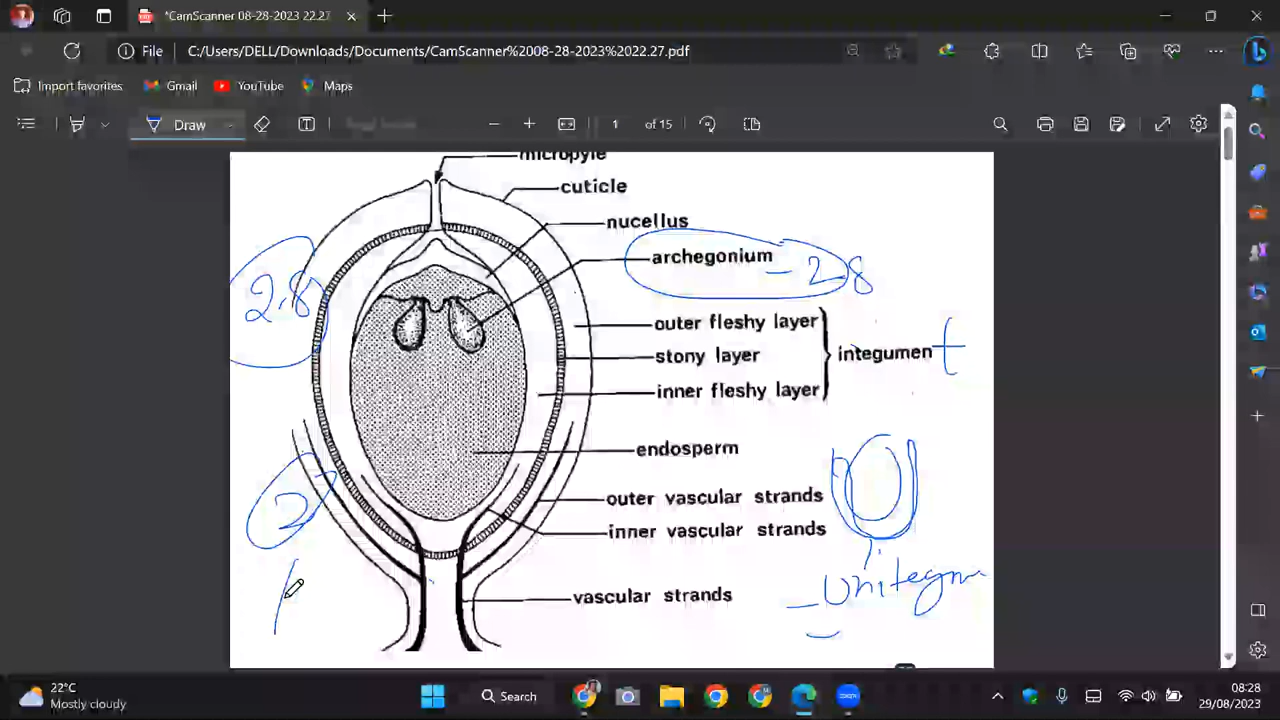 *CamScanner 08-28-2023 22.27
File
C:/Users/DELL/Downloads/Documents/CamScanner%2008-28-2023%2022.27.pdf
Import favorites
Gmail
YouTube
Maps
Draw
1 of 15
micropyle
cuticle
nucellus
archegonium - 28
2.8
outer fleshy layer
stony layer
integument
inner fleshy layer
endosperm
outer vascular strands
2
inner vascular strands
Unitegm
vascular strands
22°C
Mostly cloudy
Search
08:28
29/08/2023